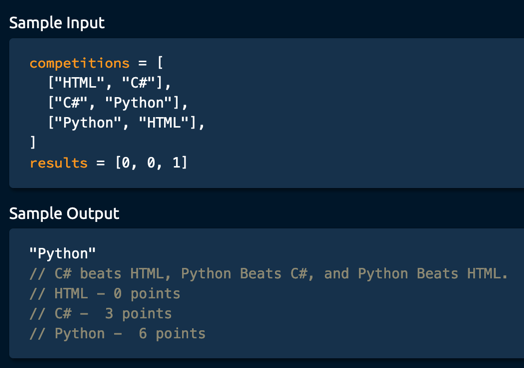 Sample Input
competitions = [
  ["HTML", "C#"],
  ["C#", "Python"],
  ["Python", "HTML"],
]
results = [0, 0, 1]
Sample Output
"Python"
// C# beats HTML, Python Beats C#, and Python Beats HTML.
// HTML - 0 points
// C# -  3 points
// Python -  6 points